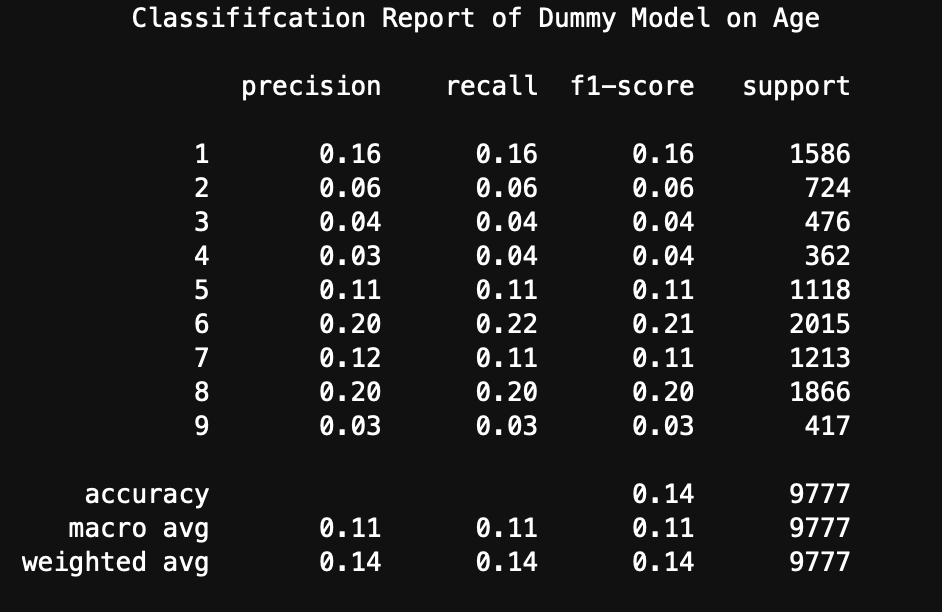 Classififcation Report of Dummy Model on Age
precision recall f1-score support
1 0.16 0.16 0.16 1586
2 0.06 0.06 0.06 724
3 0.04 0.04 0.04 476
4 0.03 0.04 0.04 362
5 0.11 0.11 0.11 1118
6 0.20 0.22 0.21 2015
7 0.12 0.11 0.11 1213
8 0.20 0.20 0.20 1866
9 0.03 0.03 0.03 417
accuracy 0.14 9777
macro avg 0.11 0.11 0.11 9777
weighted avg 0.14 0.14 0.14 9777